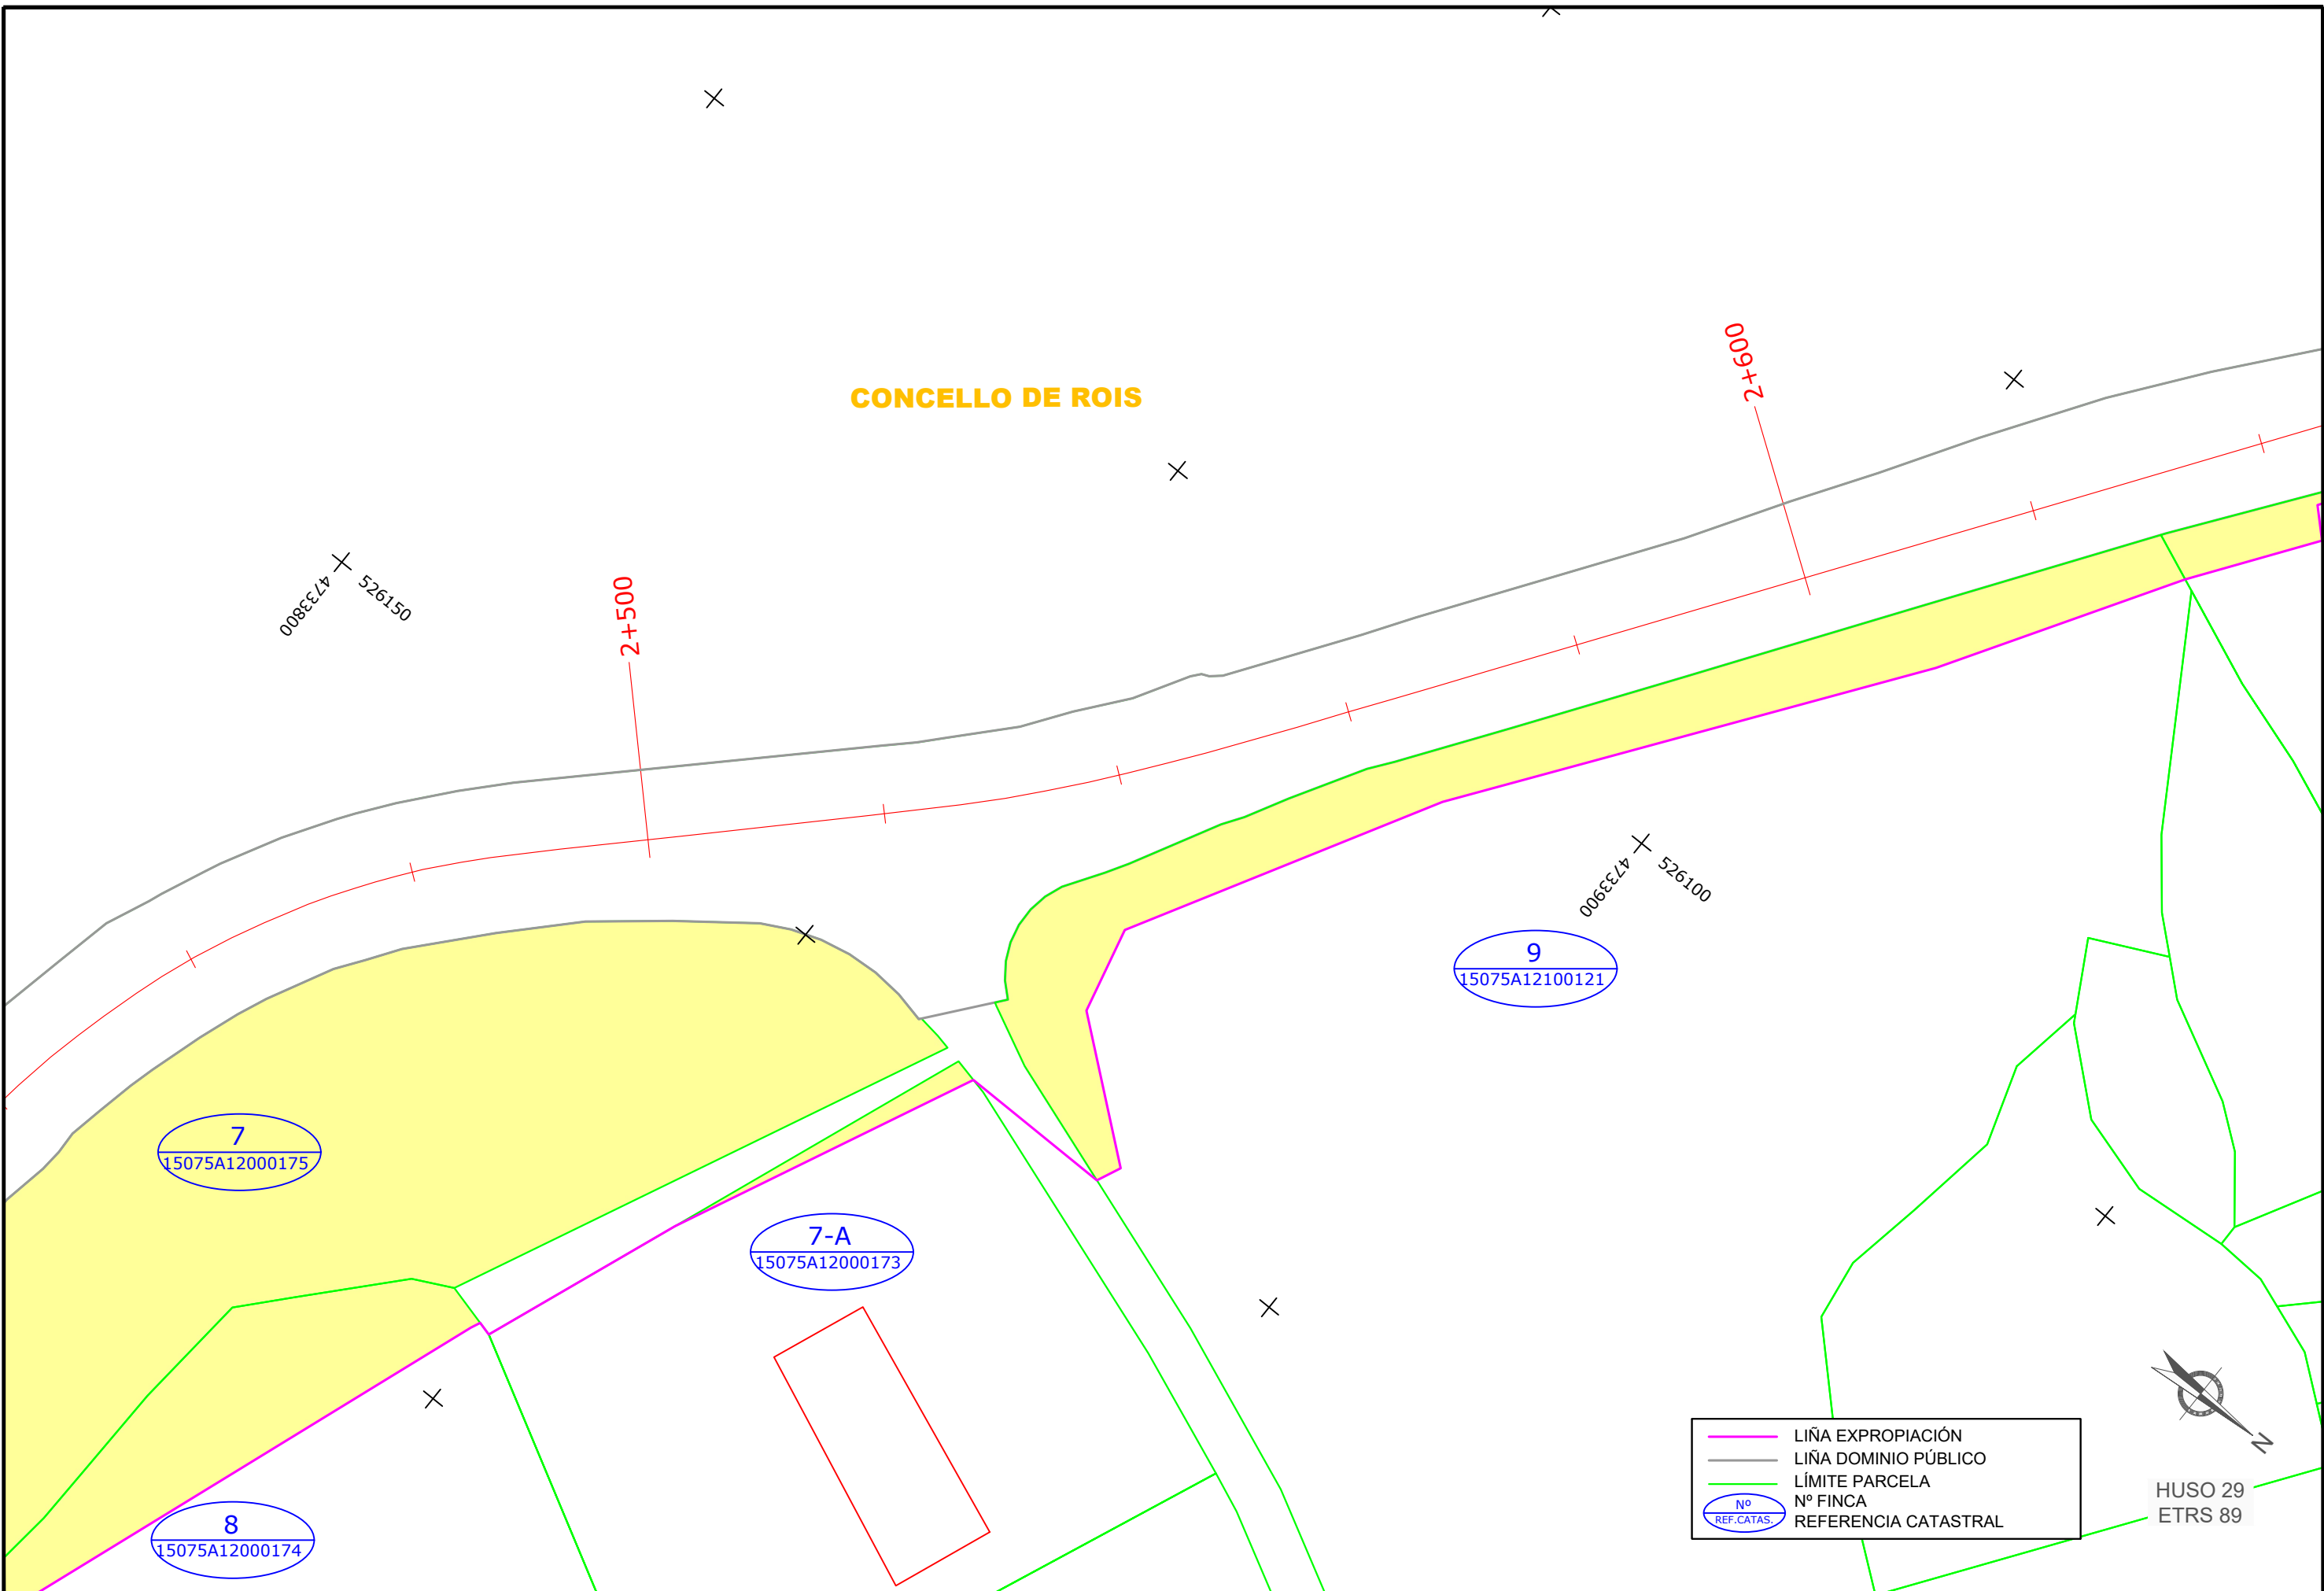 CONCELLO DE ROIS
2+600
4733800
526150
2+500
4733900
526100
9
15075A12100121
7
15075A12000175
7-A
15075A12000173
8
15075A12000174
LIÑA EXPROPIACIÓN
LIÑA DOMINIO PÚBLICO
LÍMITE PARCELA
Nº
REF.CATAS.
Nº FINCA
REFERENCIA CATASTRAL
N
HUSO 29
ETRS 89